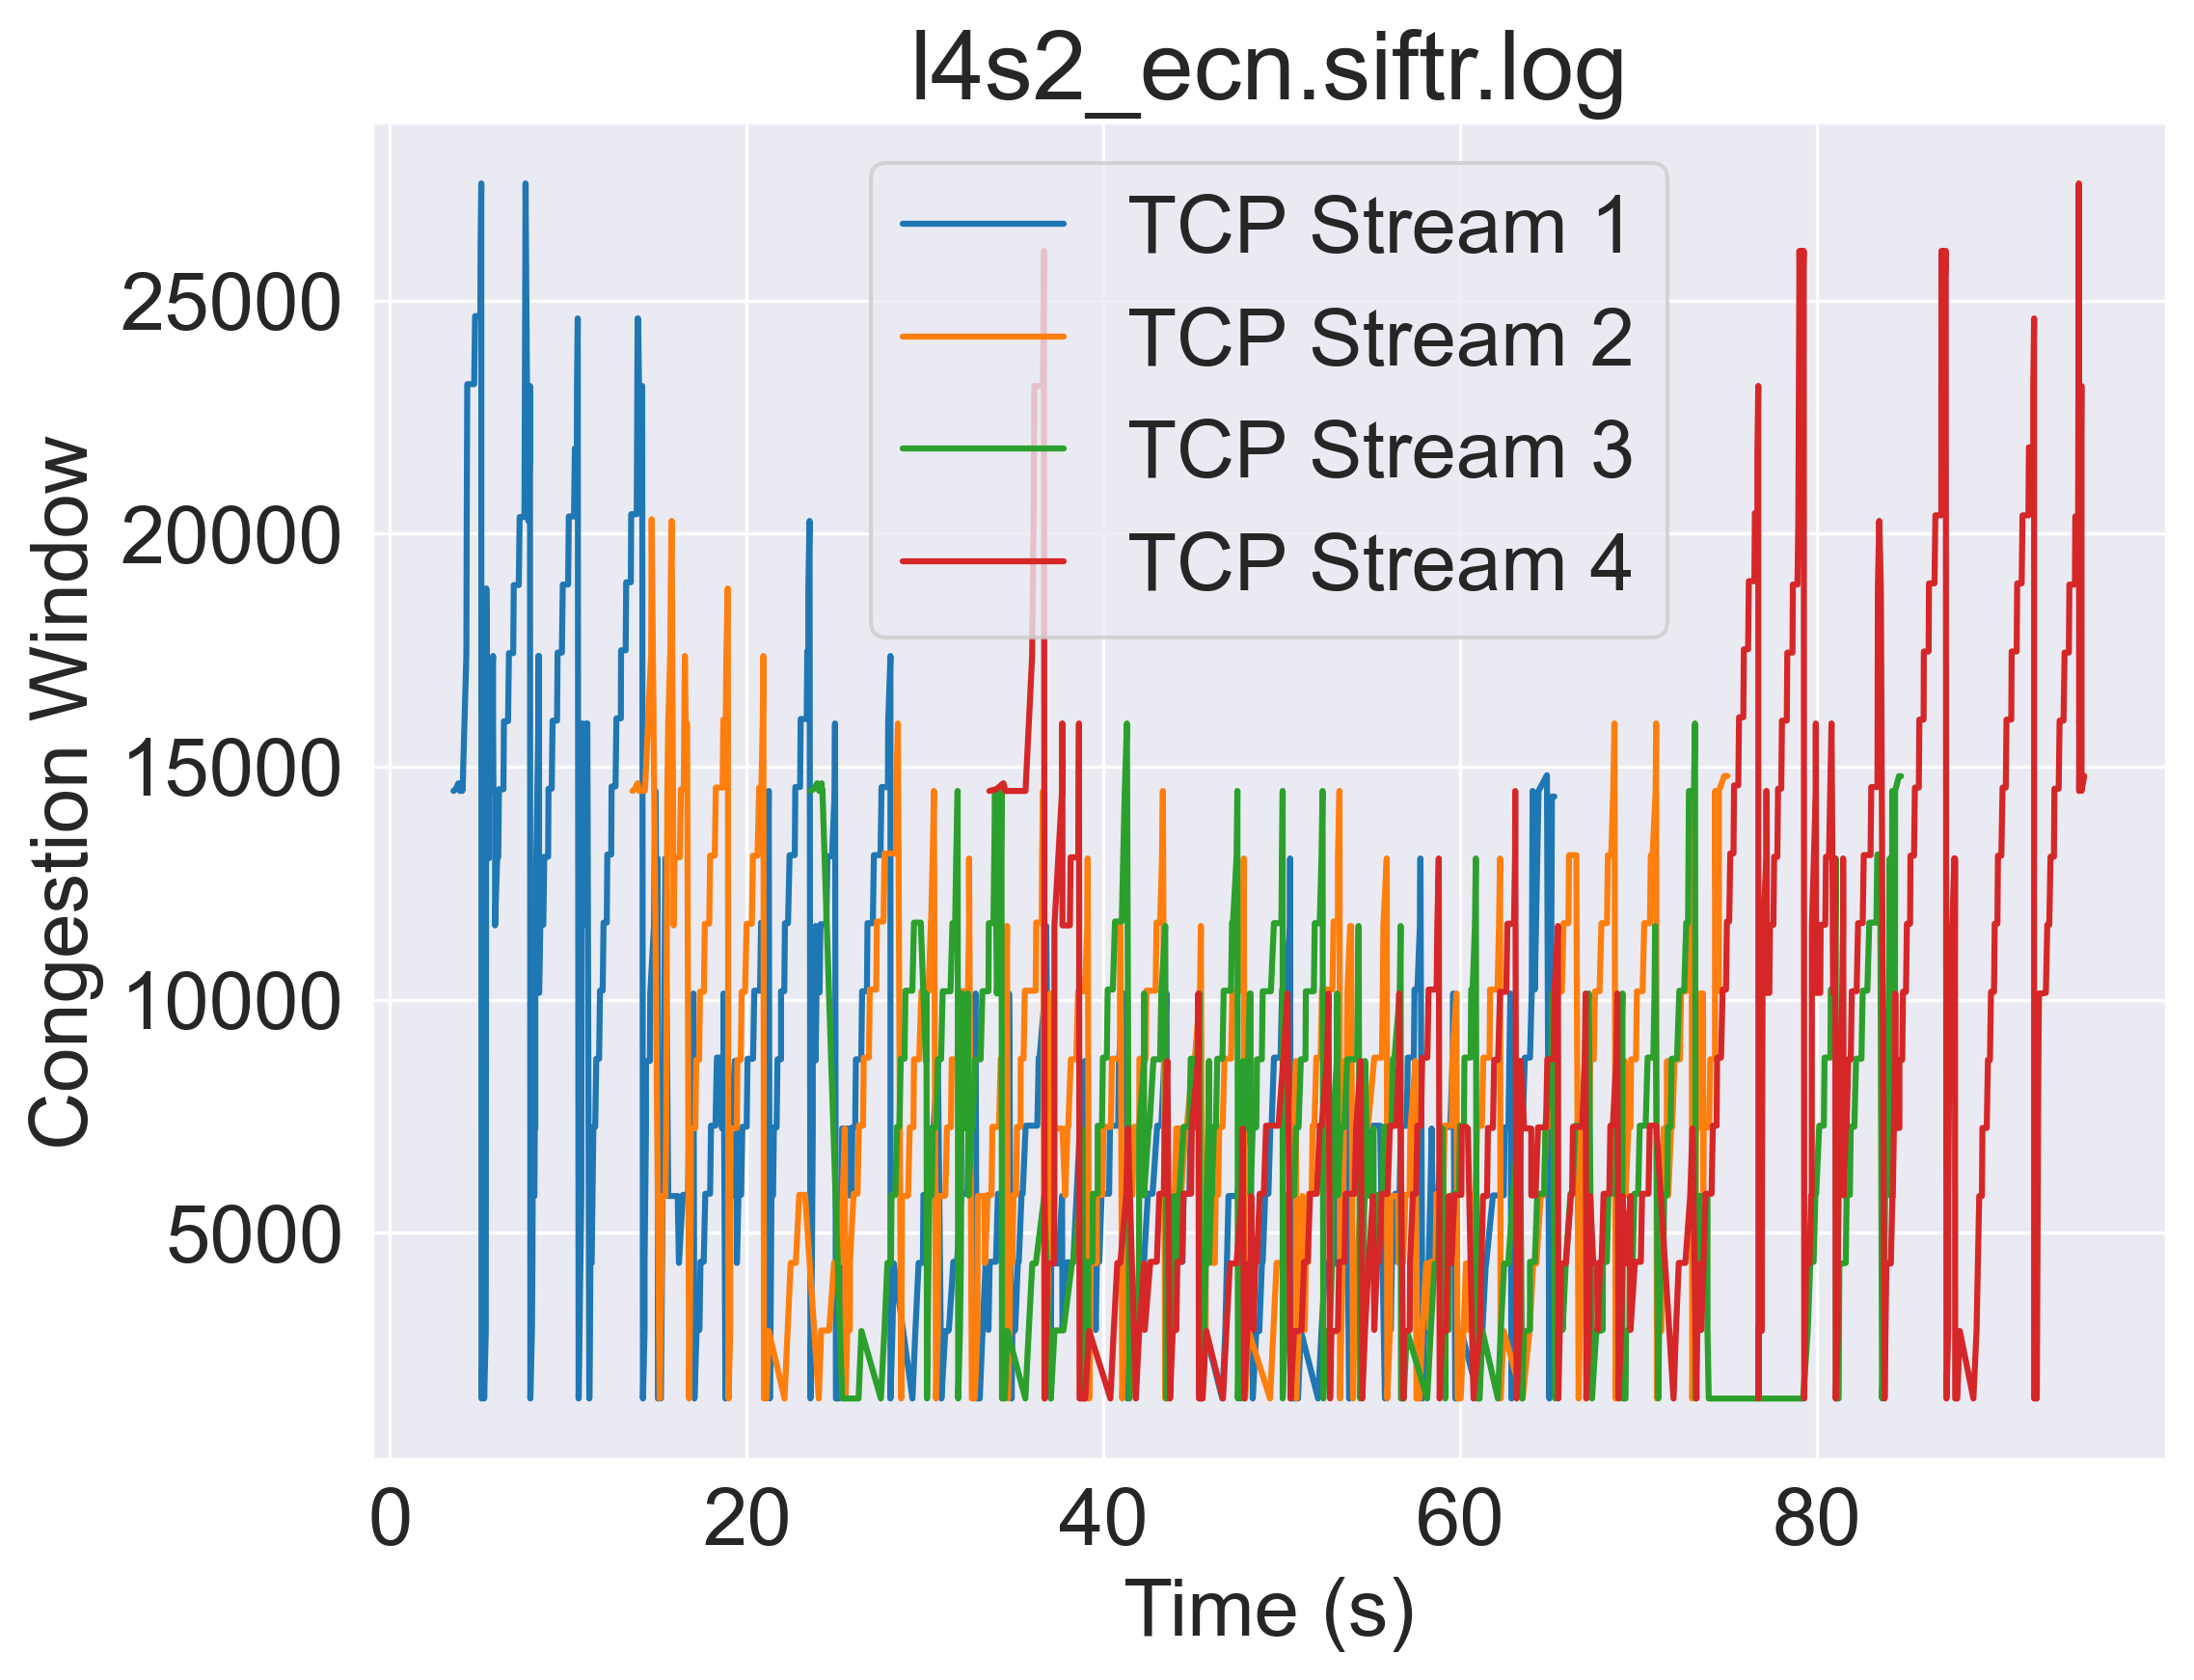 l4s2_ecn.siftr.log
Congestion Window
25000
20000
15000
10000
5000
TCP Stream 1
TCP Stream 2
TCP Stream 3
TCP Stream 4
0 20 40 60 80
Time (s)